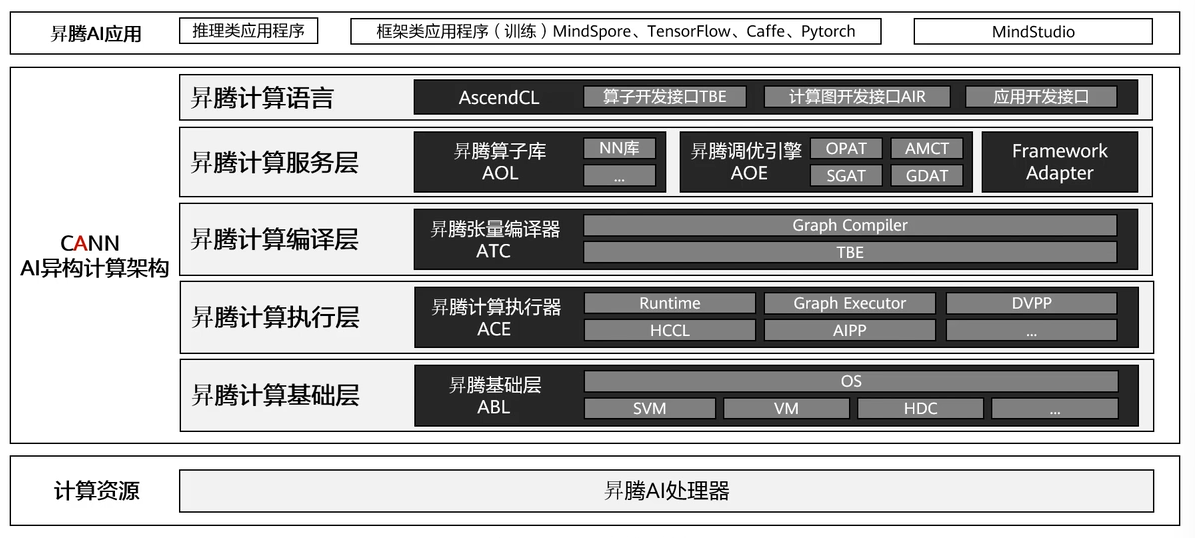 昇腾AI应用
推理类应用程序
框架类应用程序（训练）MindSpore、TensorFlow、Caffe、Pytorch
MindStudio
CANN
AI异构计算架构
昇腾计算语言
AscendCL
算子开发接口TBE
计算图开发接口AIR
应用开发接口
昇腾计算服务层
昇腾算子库
AOL
NN库
...
昇腾调优引擎
AOE
OPAT
AMCT
SGAT
GDAT
Framework
Adapter
昇腾计算编译层
昇腾张量编译器
ATC
Graph Compiler
TBE
昇腾计算执行层
昇腾计算执行器
ACE
Runtime
Graph Executor
DVPP
HCCL
AIPP
...
昇腾计算基础层
昇腾基础层
ABL
OS
SVM
VM
HDC
...
计算资源
昇腾AI处理器